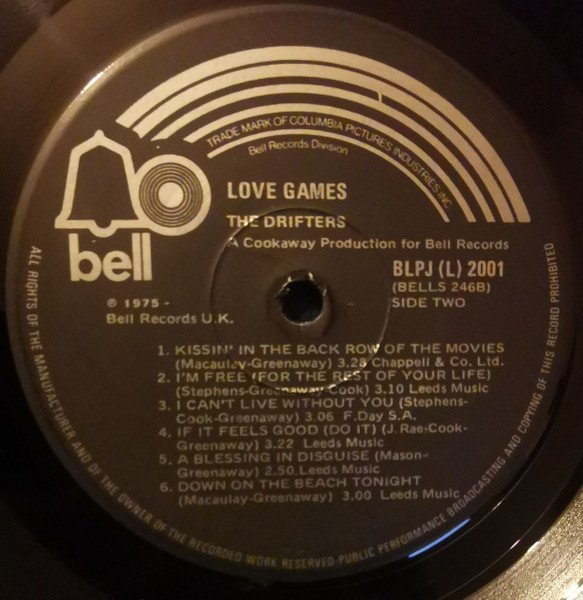 TRADE MARK OF COLUMBIA PICTURES INDUSTRIES INC.
Bell Records Division
bell
LOVE GAMES
THE DRIFTERS
A Cookaway Production for Bell Records
BLPJ (L) 2001
(BELLS 246B)
SIDE TWO
℗ 1975 -
Bell Records U.K.
1. KISSIN' IN THE BACK ROW OF THE MOVIES
(Macaulay-Greenaway) 3.28 Chappell & Co. Ltd.
2. I'M FREE (FOR THE REST OF YOUR LIFE)
(Stephens-Greenaway Cook) 3.10 Leeds Music
3. I CAN'T LIVE WITHOUT YOU (Stephens-
Cook-Greenaway) 3.06 F.Day S.A.
4. IF IT FEELS GOOD (DO IT) (J.Rae-Cook-
Greenaway) 3.22 Leeds Music
5. A BLESSING IN DISGUISE (Mason-
Greenaway) 2.50 Leeds Music
6. DOWN ON THE BEACH TONIGHT
(Macaulay-Greenaway) 3.00 Leeds Music
ALL RIGHTS OF THE MANUFACTURER AND OF THE OWNER OF THE RECORDED WORK RESERVED PUBLIC PERFORMANCE BROADCASTING AND COPYING OF THIS RECORD PROHIBITED